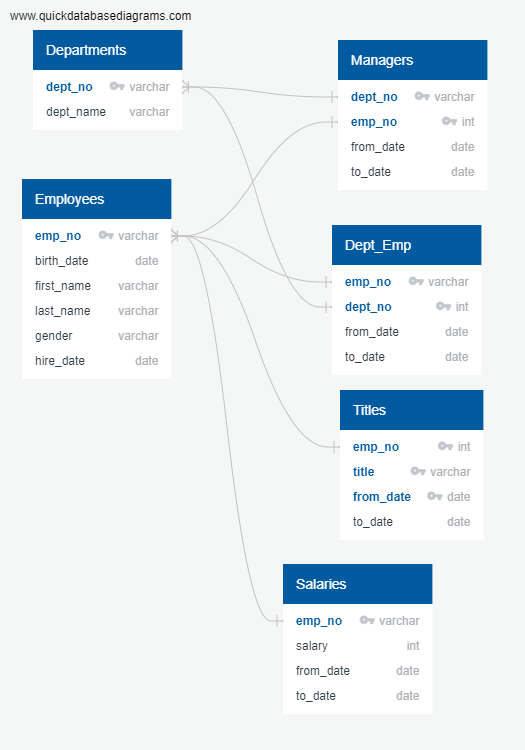 www.quickdatabasediagrams.com
Departments
dept_no varchar
dept_name varchar
Managers
dept_no varchar
emp_no int
from_date date
to_date date
Employees
emp_no varchar
birth_date date
first_name varchar
last_name varchar
gender varchar
hire_date date
Dept_Emp
emp_no varchar
dept_no int
from_date date
to_date date
Titles
emp_no int
title varchar
from_date date
to_date date
Salaries
emp_no varchar
salary int
from_date date
to_date date